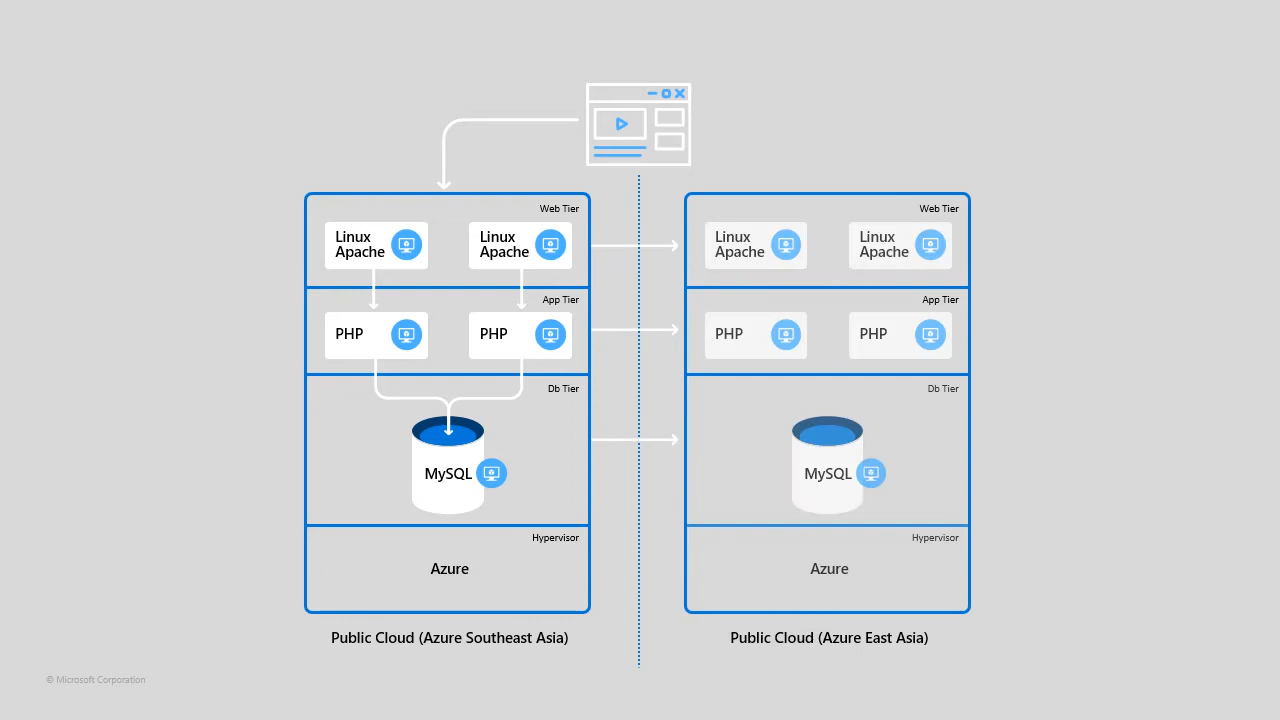 Web Tier
Linux
Apache
Linux
Apache
App Tier
PHP
PHP
Db Tier
MySQL
Hypervisor
Azure
Public Cloud (Azure Southeast Asia)
Web Tier
Linux
Apache
Linux
Apache
App Tier
PHP
PHP
Db Tier
MySQL
Hypervisor
Azure
Public Cloud (Azure East Asia)
© Microsoft Corporation